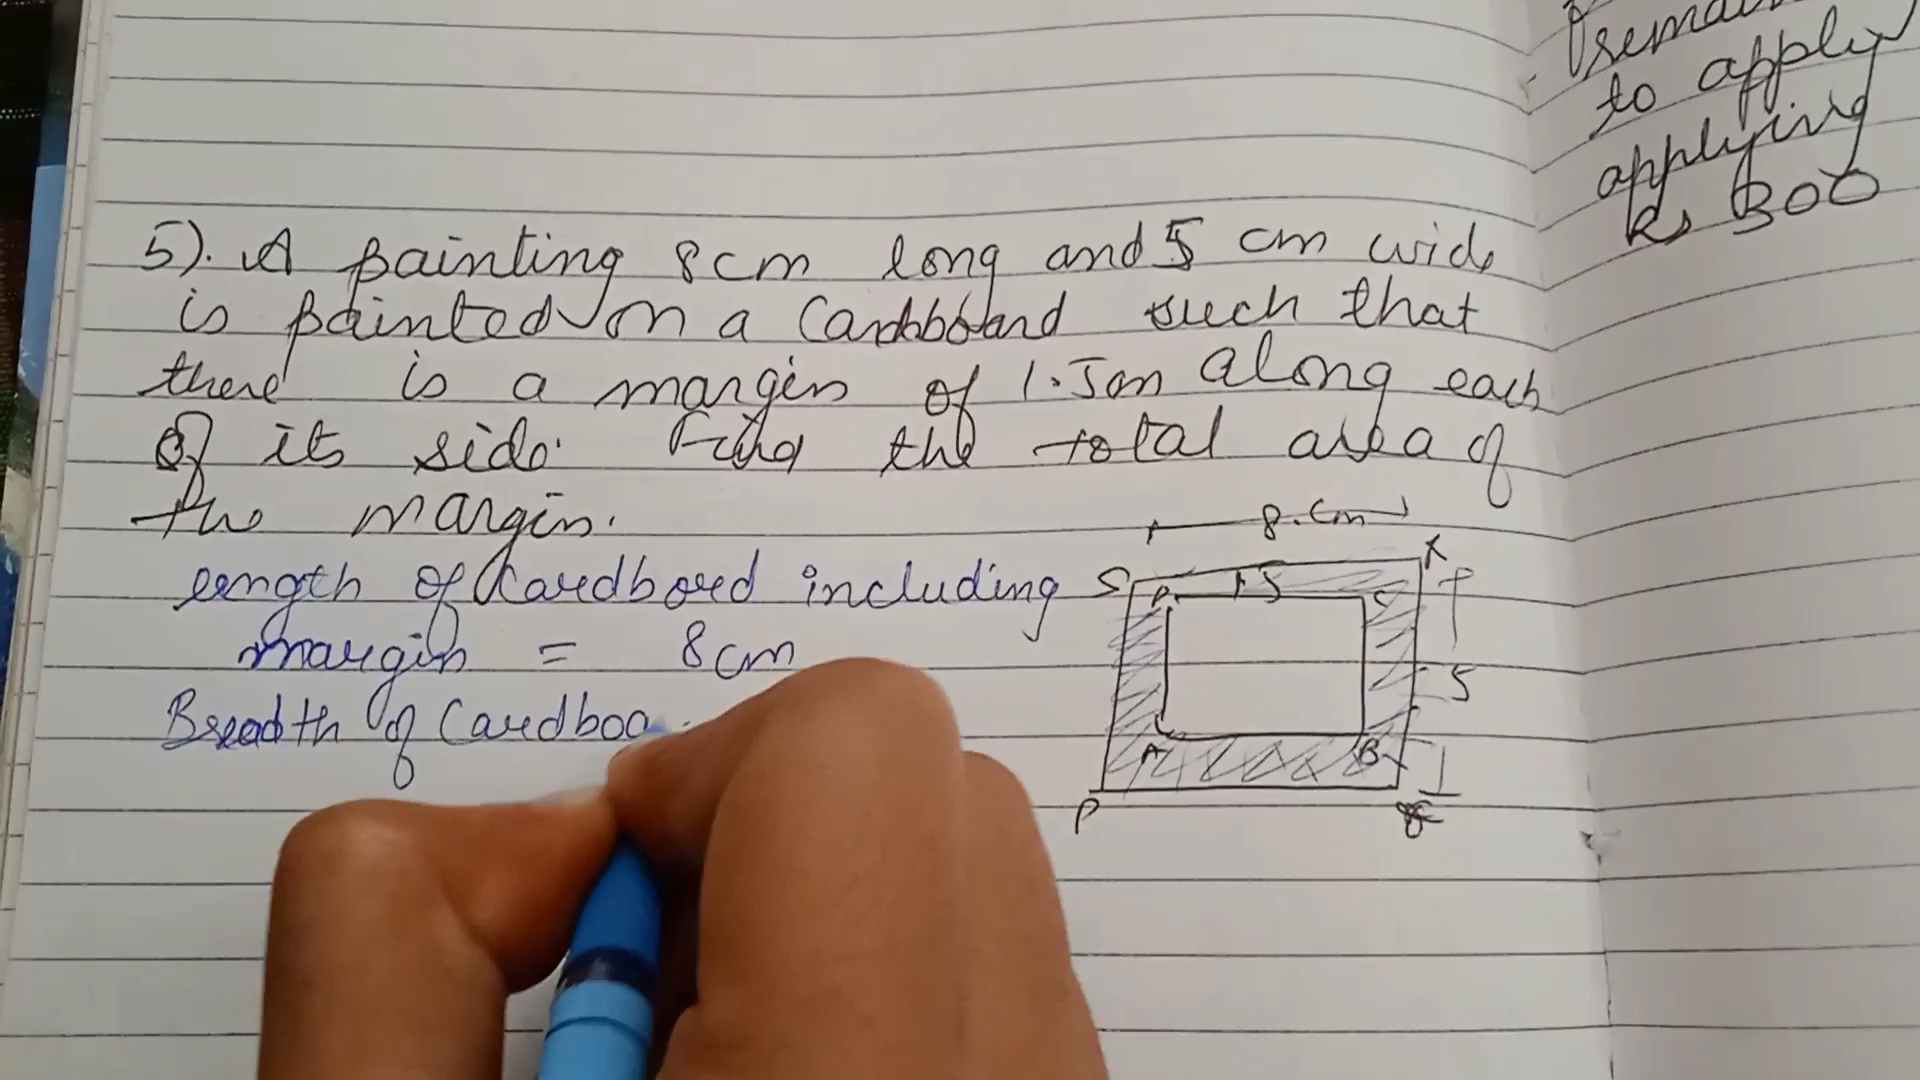 remain
to apply
applying
Rs 300
5). A painting 8cm long and 5 cm wide
is painted on a Cardboard such that
there is a margin of 1.5cm along each
of its side. Find the total area of
the margin.
length of Cardbord including
margin = 8cm
Breadth of Cardboa
8.cm
S
1.5
C
5
A
B
P